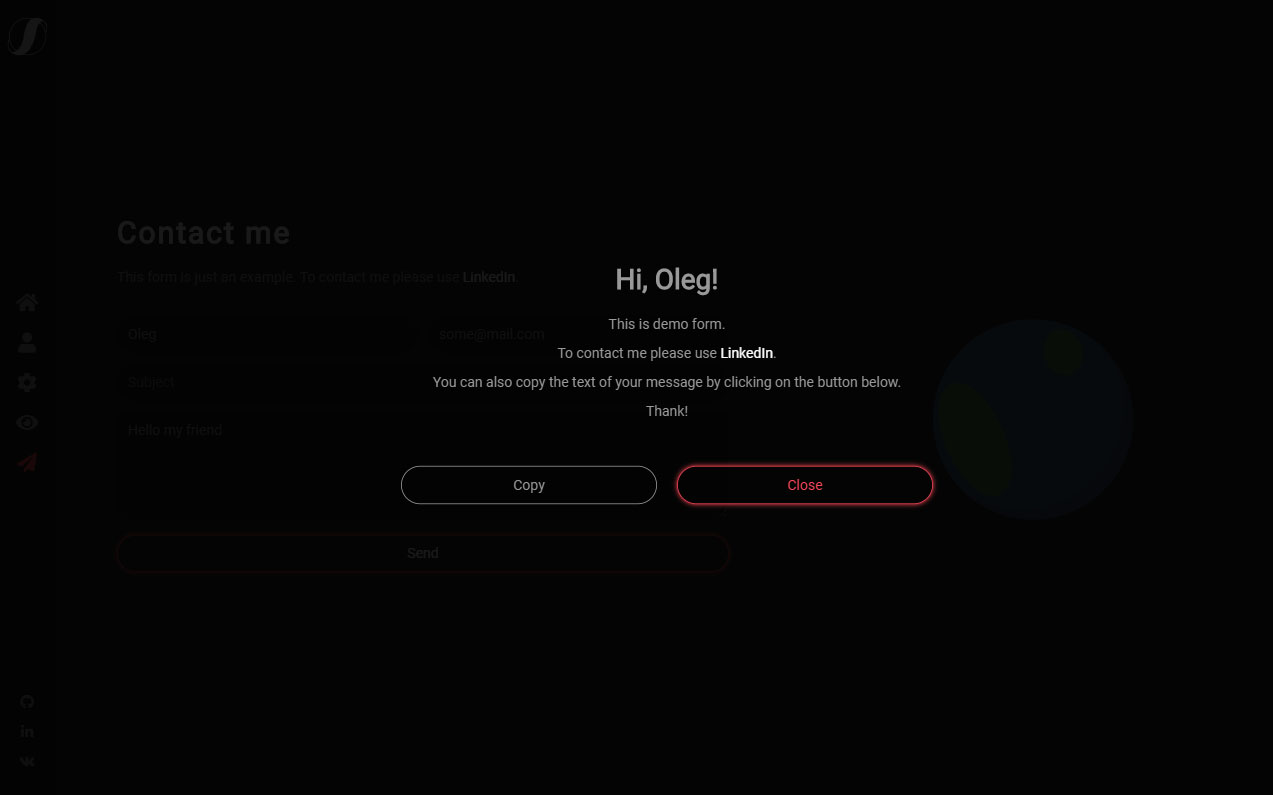 Contact me
This form is just an example. To contact me please use LinkedIn.
Oleg
some@mail.com
Subject
Hello my friend
Send
Hi, Oleg!
This is demo form.
To contact me please use LinkedIn.
You can also copy the text of your message by clicking on the button below.
Thank!
Copy
Close